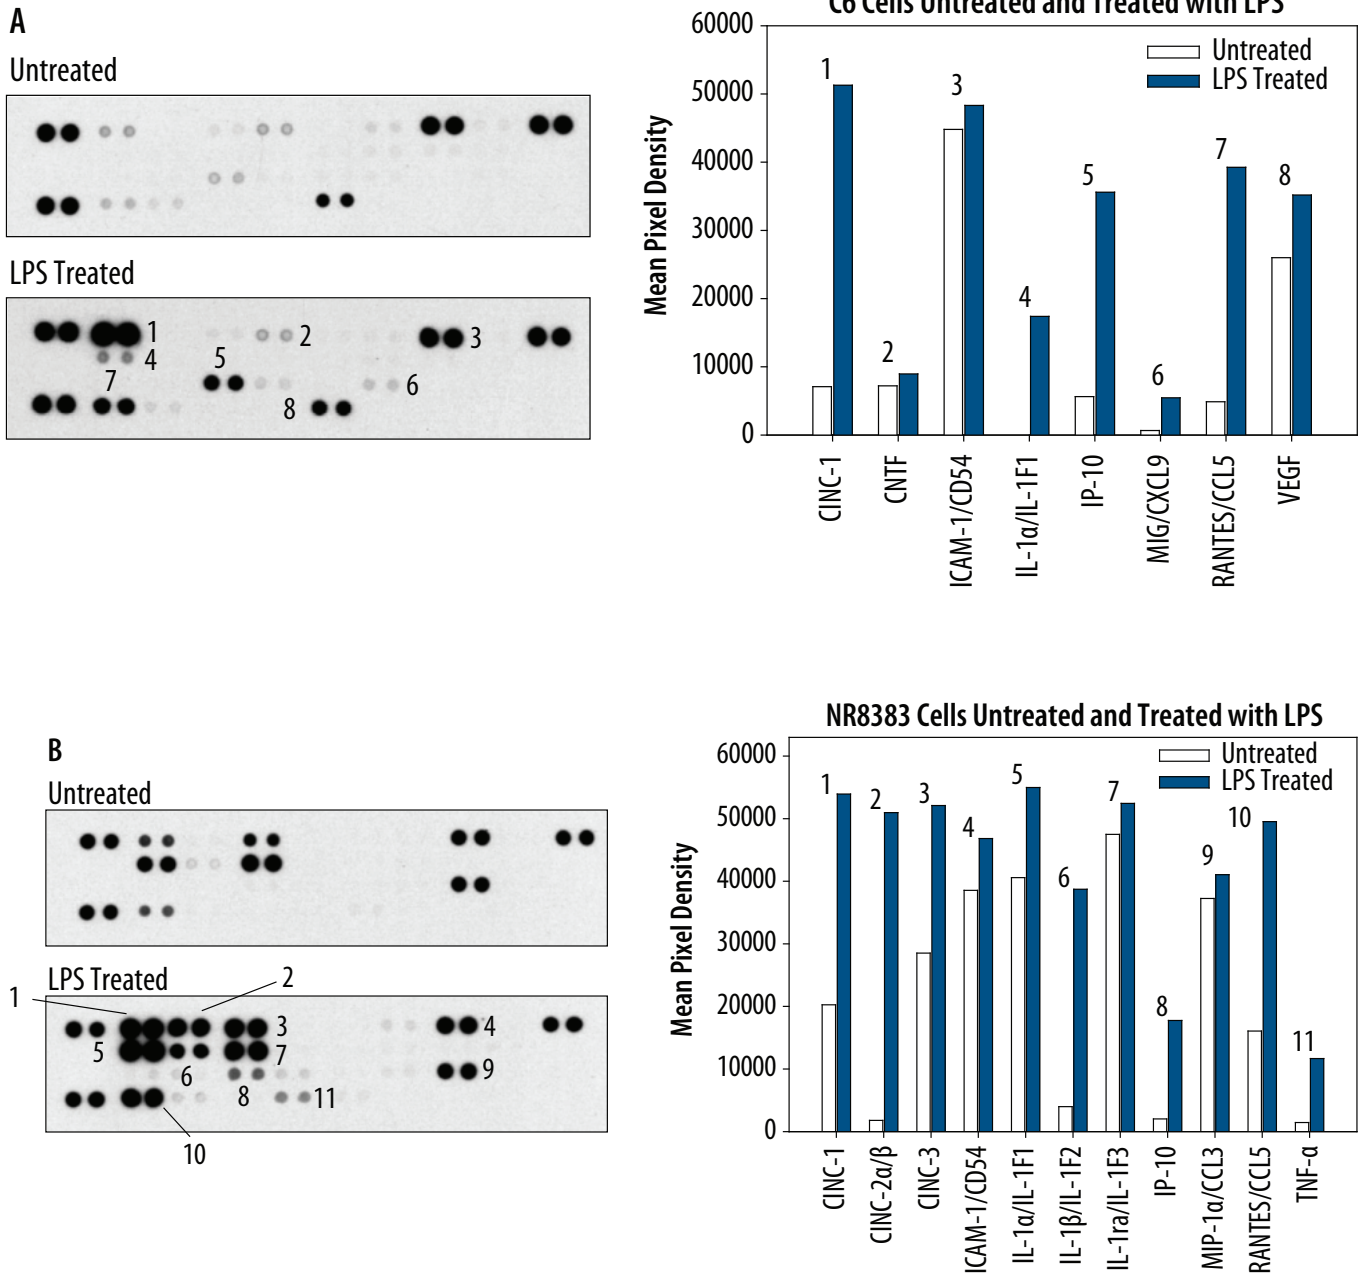 A
Untreated
LPS Treated
1
2
3
4
5
6
7
8
C6 Cells Untreated and Treated with LPS
Mean Pixel Density
60000
50000
40000
30000
20000
10000
0
Untreated
LPS Treated
1
2
3
4
5
6
7
8
CINC-1
CNTF
ICAM-1/CD54
IL-1α/IL-1F1
IP-10
MIG/CXCL9
RANTES/CCL5
VEGF
B
Untreated
LPS Treated
1
2
3
4
5
6
7
8
9
10
11
NR8383 Cells Untreated and Treated with LPS
Mean Pixel Density
60000
50000
40000
30000
20000
10000
0
Untreated
LPS Treated
1
2
3
4
5
6
7
8
9
10
11
CINC-1
CINC-2α/β
CINC-3
ICAM-1/CD54
IL-1α/IL-1F1
IL-1β/IL-1F2
IL-1ra/IL-1F3
IP-10
MIP-1α/CCL3
RANTES/CCL5
TNF-α